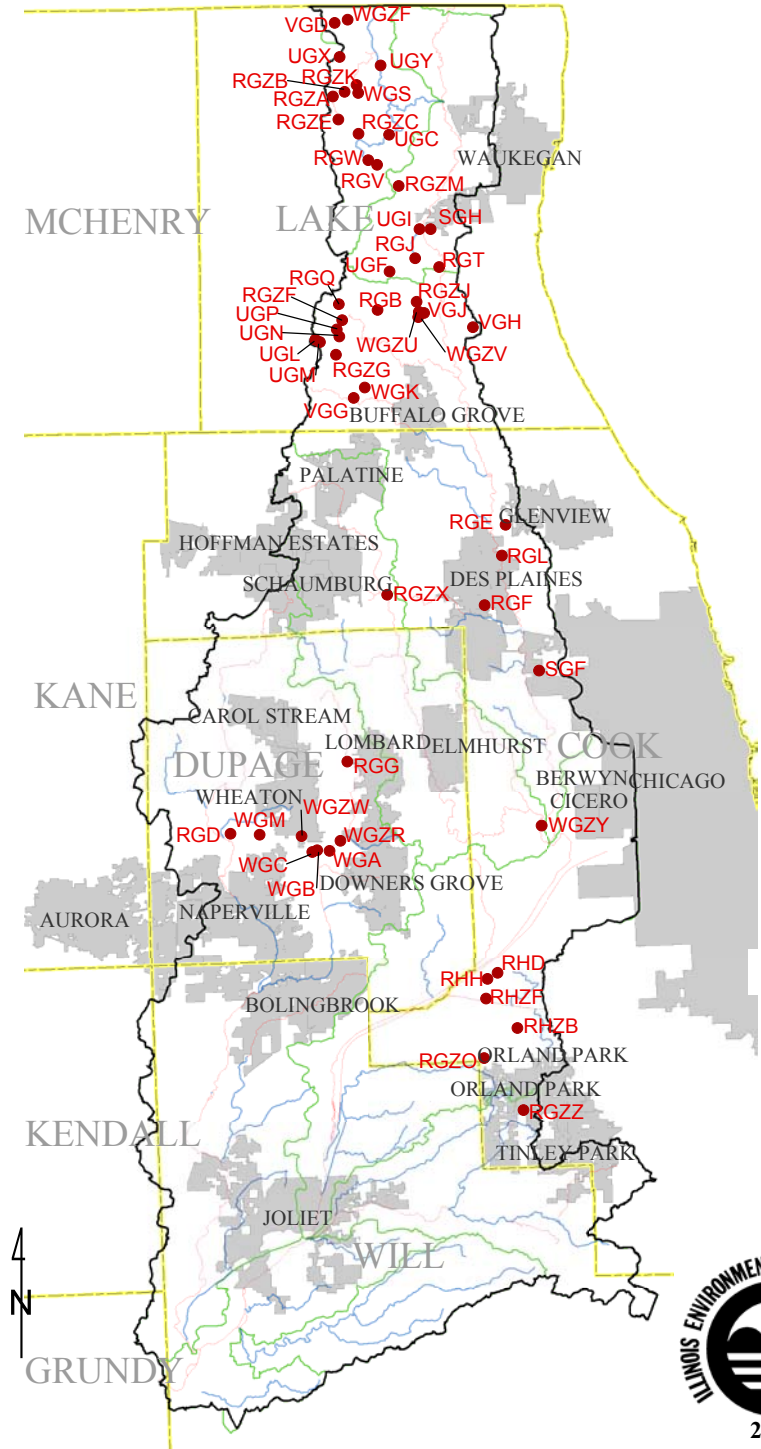 WGZF
VGD
UGX
UGY
RGZK
RGZB
WGS
RGZA
RGZE
RGZC
UGC
WAUKEGAN
RGW
RGV
RGZM
MCHENRY
LAKE
UGI
SGH
RGJ
UGF
RGT
RGQ
RGZF
RGB
RGZJ
UGP
VGJ
UGN
VGH
WGZU
WGZV
UGL
UGM
RGZG
WGK
VGG
BUFFALO GROVE
PALATINE
RGE
GLENVIEW
HOFFMAN ESTATES
RGL
SCHAUMBURG
DES PLAINES
RGZX
RGF
SGF
KANE
CAROL STREAM
LOMBARD
ELMHURST
COOK
DUPAGE
RGG
BERWYN
CHICAGO
WHEATON
CICERO
WGZW
WGM
RGD
WGZR
WGZY
WGC
WGA
WGB
DOWNERS GROVE
NAPERVILLE
AURORA
RHD
RHH
RHZF
BOLINGBROOK
RHZB
RGZO
ORLAND PARK
ORLAND PARK
RGZZ
KENDALL
TINLEY PARK
JOLIET
WILL
N
GRUNDY
ILLINOIS ENVIRONMEN
2